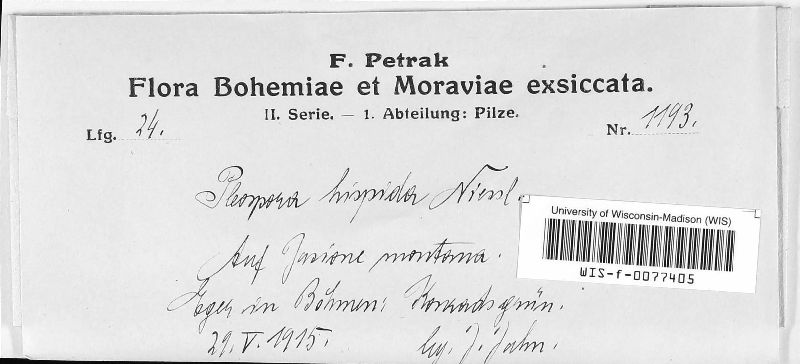 F. Petrak
Flora Bohemiae et Moraviae exsiccata.
II. Serie. — 1. Abteilung: Pilze.
Lfg. 24.
Nr. 1193.
Pleospora hispida Niessl.
University of Wisconsin-Madison (WIS)
WIS-f-0077405
Auf Jasione montana.
Eger in Böhmen: Konradsgrün.
29. V. 1915. leg. J. Jahn.